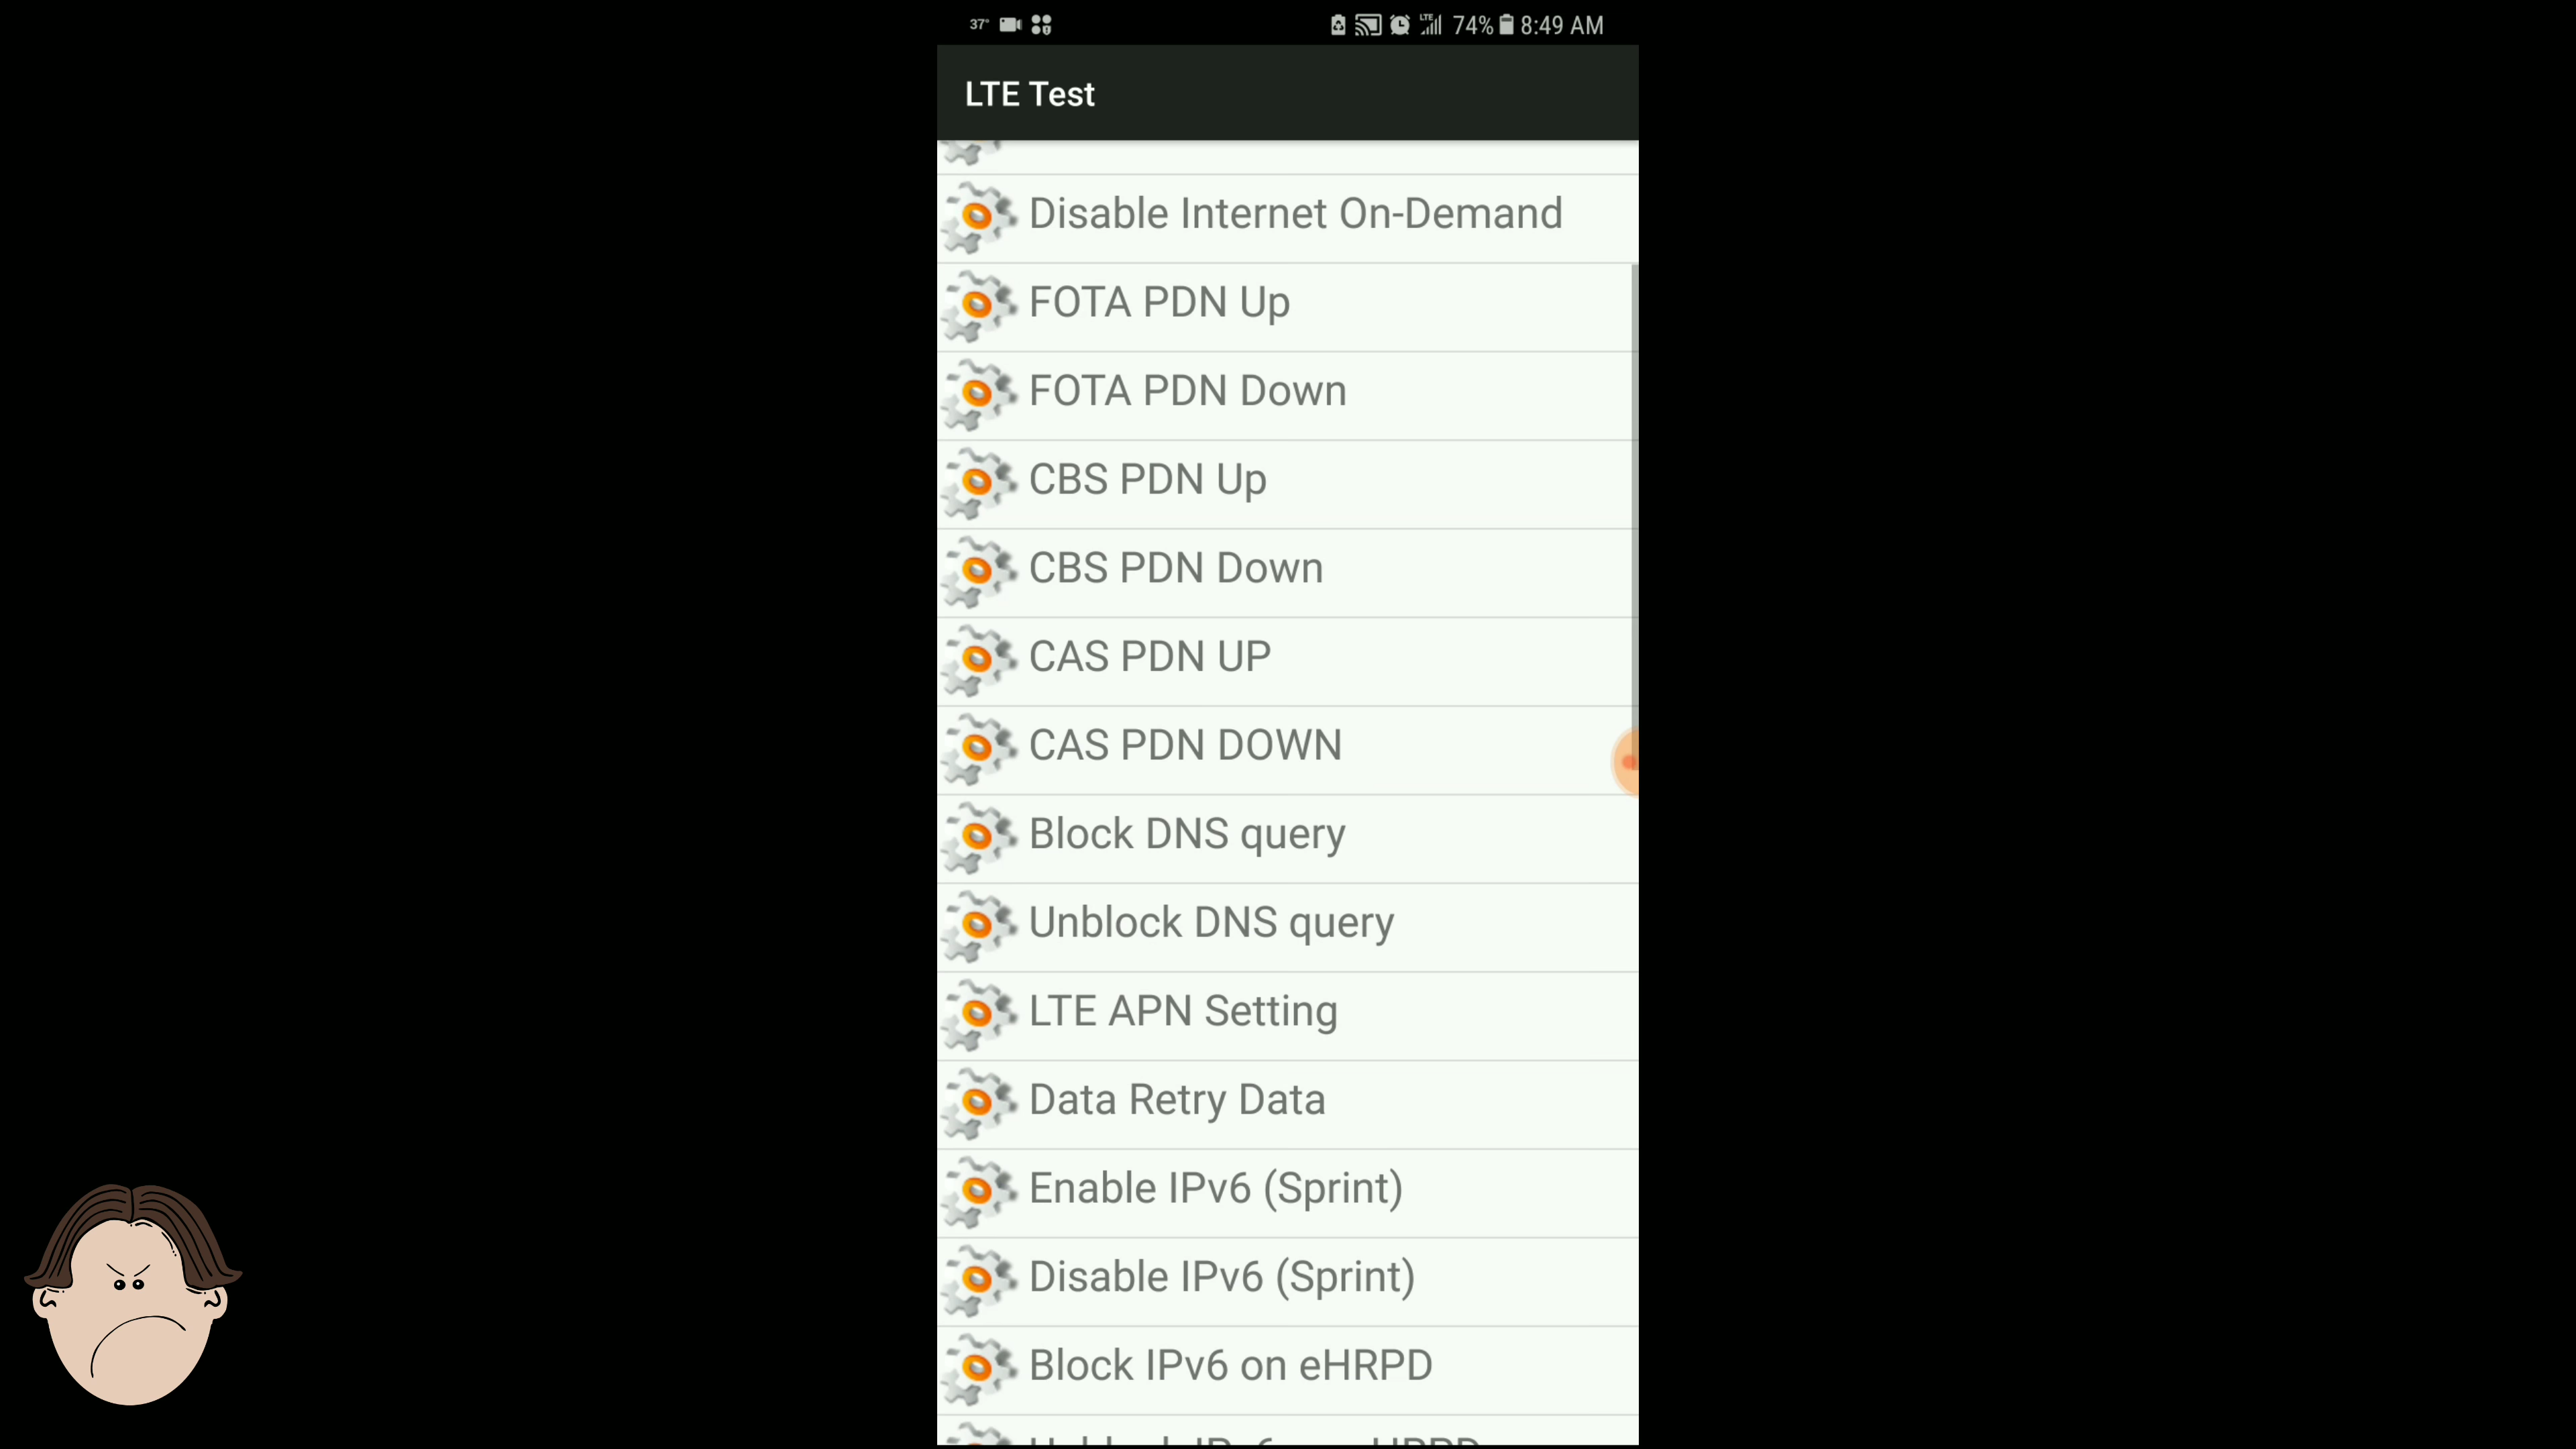 37°
LTE 74% 8:49 AM
LTE Test
Disable Internet On-Demand
FOTA PDN Up
FOTA PDN Down
CBS PDN Up
CBS PDN Down
CAS PDN UP
CAS PDN DOWN
Block DNS query
Unblock DNS query
LTE APN Setting
Data Retry Data
Enable IPv6 (Sprint)
Disable IPv6 (Sprint)
Block IPv6 on eHRPD